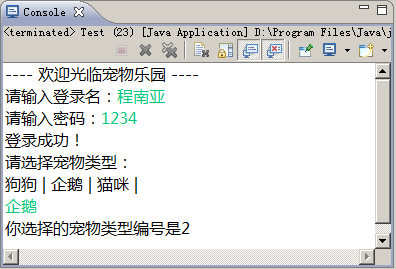 Console
<terminated> Test (23) [Java Application] D:\Program Files\Java\j
---- 欢迎光临宠物乐园 ----
请输入登录名：程南亚
请输入密码：1234
登录成功！
请选择宠物类型：
狗狗 | 企鹅 | 猫咪 |
企鹅
你选择的宠物类型编号是2